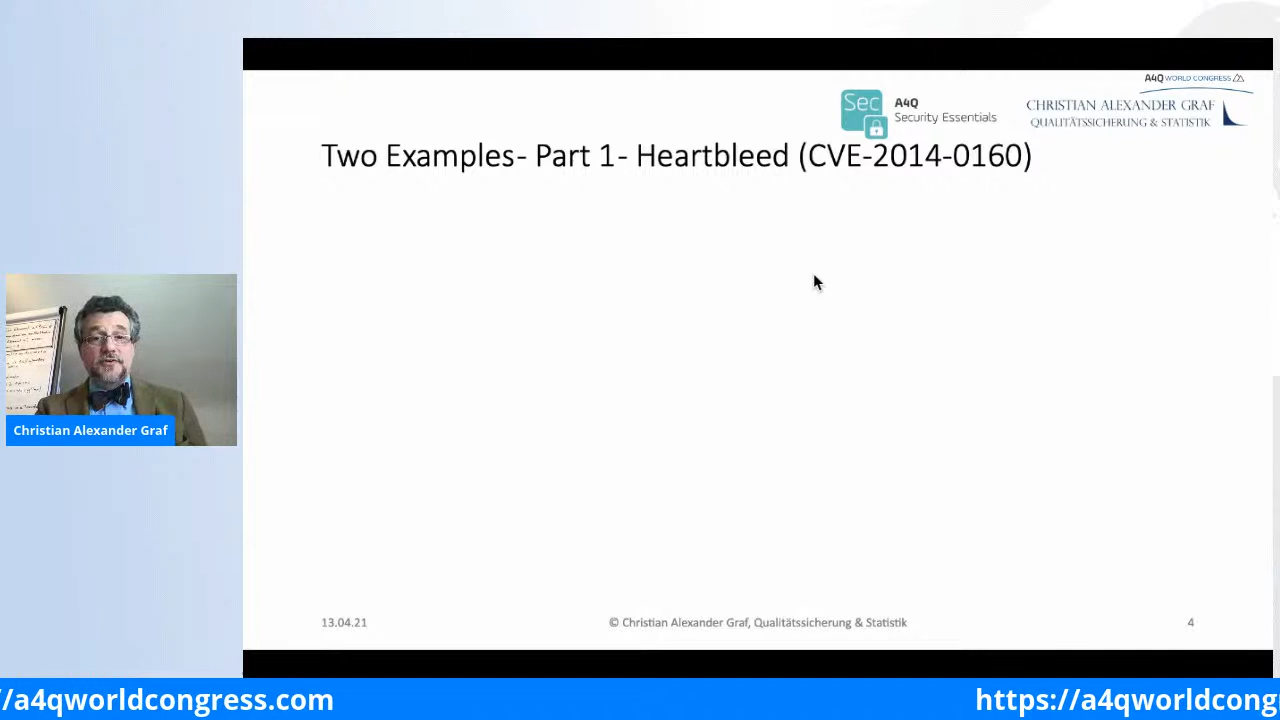 A4Q WORLD CONGRESS
Sec
A4Q
Security Essentials
CHRISTIAN ALEXANDER GRAF
QUALITÄTSSICHERUNG & STATISTIK
Two Examples- Part 1- Heartbleed (CVE-2014-0160)
Christian Alexander Graf
13.04.21
© Christian Alexander Graf, Qualitätssicherung & Statistik
4
//a4qworldcongress.com
https://a4qworldcong